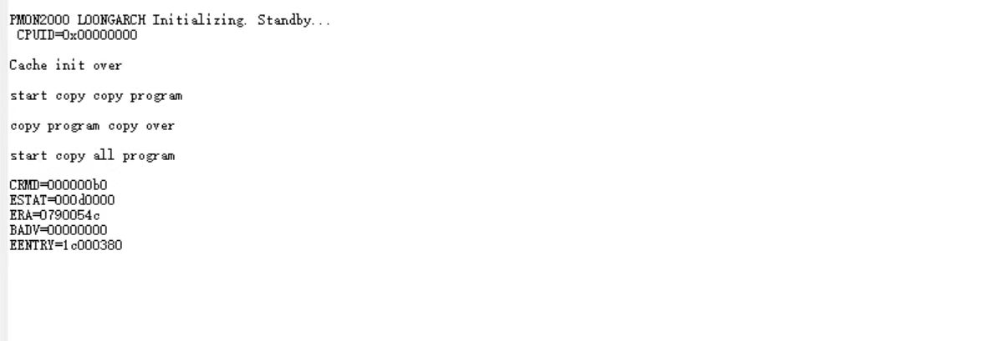 PMON2000 LOONGARCH Initializing. Standby...
CPUID=0x00000000
Cache init over
start copy copy program
copy program copy over
start copy all program
CRMD=000000b0
ESTAT=000d0000
ERA=0790054c
BADV=00000000
EENTRY=1c000380